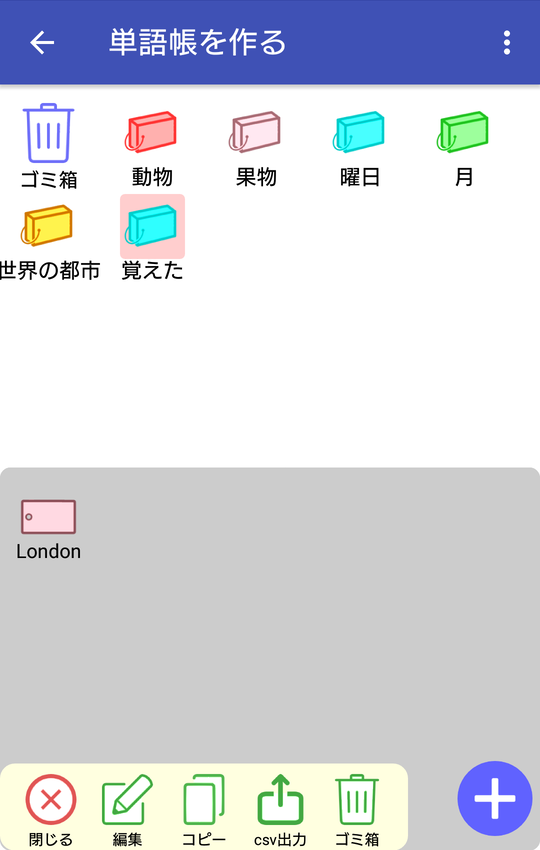 単語帳を作る
ゴミ箱
動物
果物
曜日
月
世界の都市
覚えた
London
閉じる
編集
コピー
csv出力
ゴミ箱